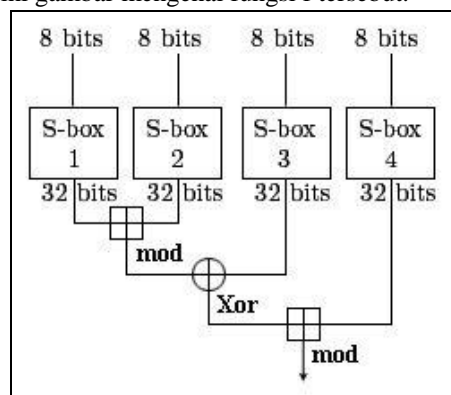 8 bits 8 bits 8 bits 8 bits
S-box S-box S-box S-box
1 2 3 4
32 bits 32 bits 32 bits 32 bits
mod
Xor
mod